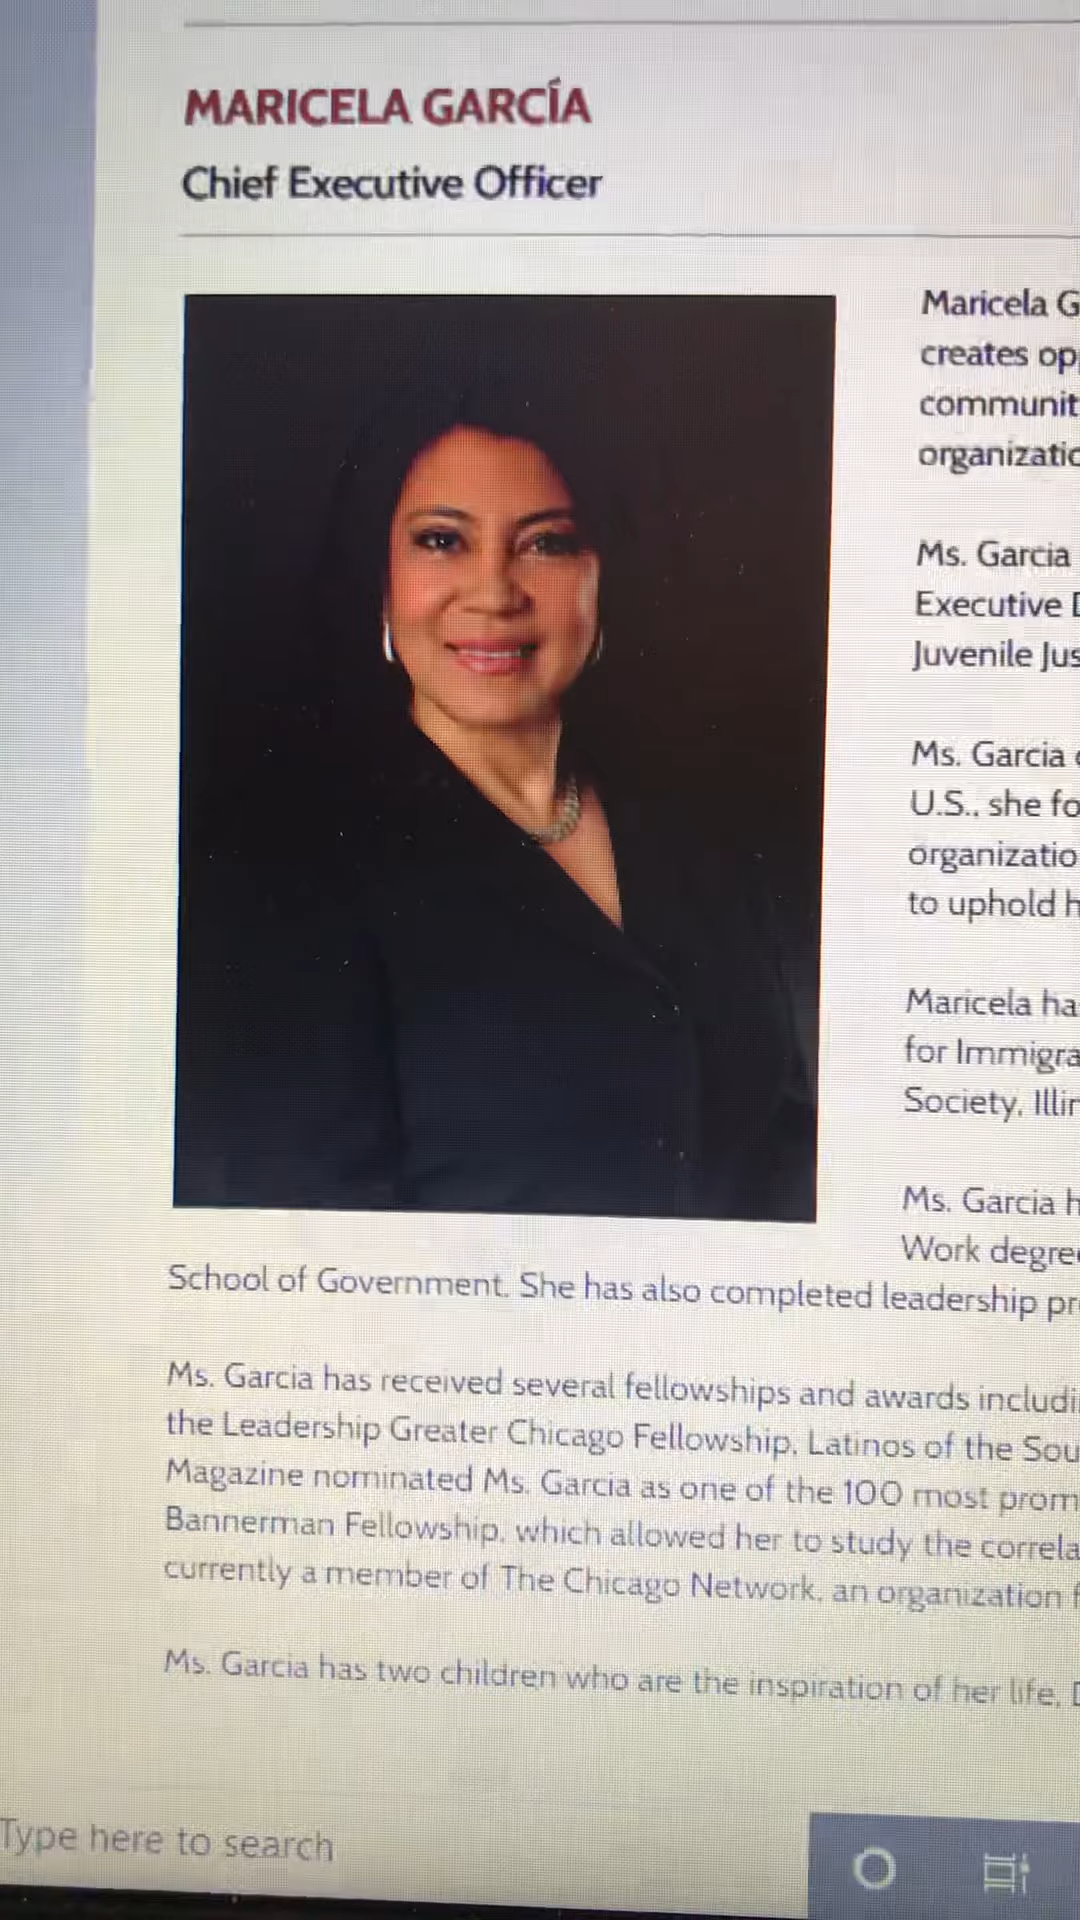 MARICELA GARCÍA
Chief Executive Officer
Maricela G
creates op
communit
organizatio
Ms. Garcia
Executive D
Juvenile Jus
Ms. Garcia
U.S., she fo
organizatio
to uphold h
Maricela ha
for Immigra
Society, Illin
Ms. Garcia h
Work degree
School of Government. She has also completed leadership pr
Ms. Garcia has received several fellowships and awards includi
the Leadership Greater Chicago Fellowship, Latinos of the Sou
Magazine nominated Ms. Garcia as one of the 100 most prom
Bannerman Fellowship, which allowed her to study the correla
currently a member of The Chicago Network, an organization f
Ms. Garcia has two children who are the inspiration of her life,
Type here to search